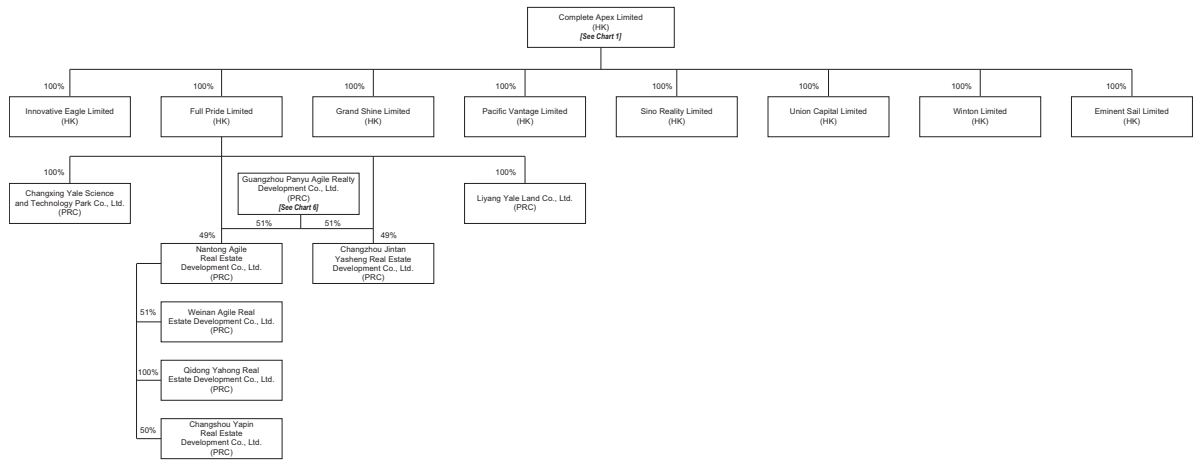 Complete Apex Limited
(HK)
[See Chart 1]
100%
100%
100%
100%
100%
100%
100%
100%
Innovative Eagle Limited
(HK)
Full Pride Limited
(HK)
Grand Shine Limited
(HK)
Pacific Vantage Limited
(HK)
Sino Reality Limited
(HK)
Union Capital Limited
(HK)
Winton Limited
(HK)
Eminent Sail Limited
(HK)
100%
Changxing Yale Science
and Technology Park Co., Ltd.
(PRC)
Guangzhou Panyu Agile Realty
Development Co., Ltd.
(PRC)
[See Chart 6]
100%
Liyang Yale Land Co., Ltd.
(PRC)
51%
51%
49%
49%
Nantong Agile
Real Estate
Development Co., Ltd.
(PRC)
Changzhou Jintan
Yasheng Real Estate
Development Co., Ltd.
(PRC)
51%
Weinan Agile Real
Estate Development Co., Ltd.
(PRC)
100%
Qidong Yahong Real
Estate Development Co., Ltd.
(PRC)
50%
Changshou Yapin
Real Estate
Development Co., Ltd.
(PRC)